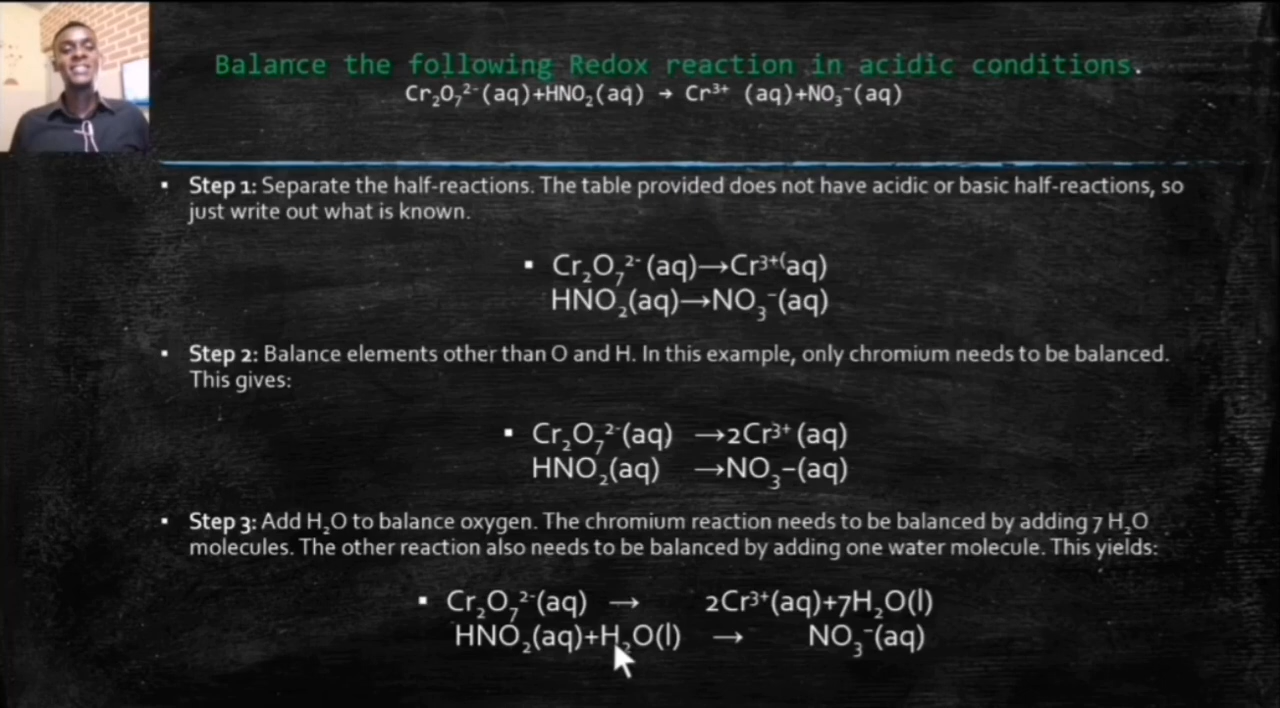 Balance the following Redox reaction in acidic conditions.
Cr₂O₇²⁻(aq)+HNO₂(aq) → Cr³⁺ (aq)+NO₃⁻(aq)
▪ Step 1: Separate the half-reactions. The table provided does not have acidic or basic half-reactions, so
just write out what is known.
▪ Cr₂O₇²⁻(aq)→Cr³⁺⁽aq)
HNO₂(aq)→NO₃⁻(aq)
▪ Step 2: Balance elements other than O and H. In this example, only chromium needs to be balanced.
This gives:
▪ Cr₂O₇²⁻(aq) →2Cr³⁺ (aq)
HNO₂(aq) →NO₃−(aq)
▪ Step 3: Add H₂O to balance oxygen. The chromium reaction needs to be balanced by adding 7 H₂O
molecules. The other reaction also needs to be balanced by adding one water molecule. This yields:
▪ Cr₂O₇²⁻(aq) → 2Cr³⁺(aq)+7H₂O(l)
HNO₂(aq)+H₂O(l) → NO₃⁻(aq)